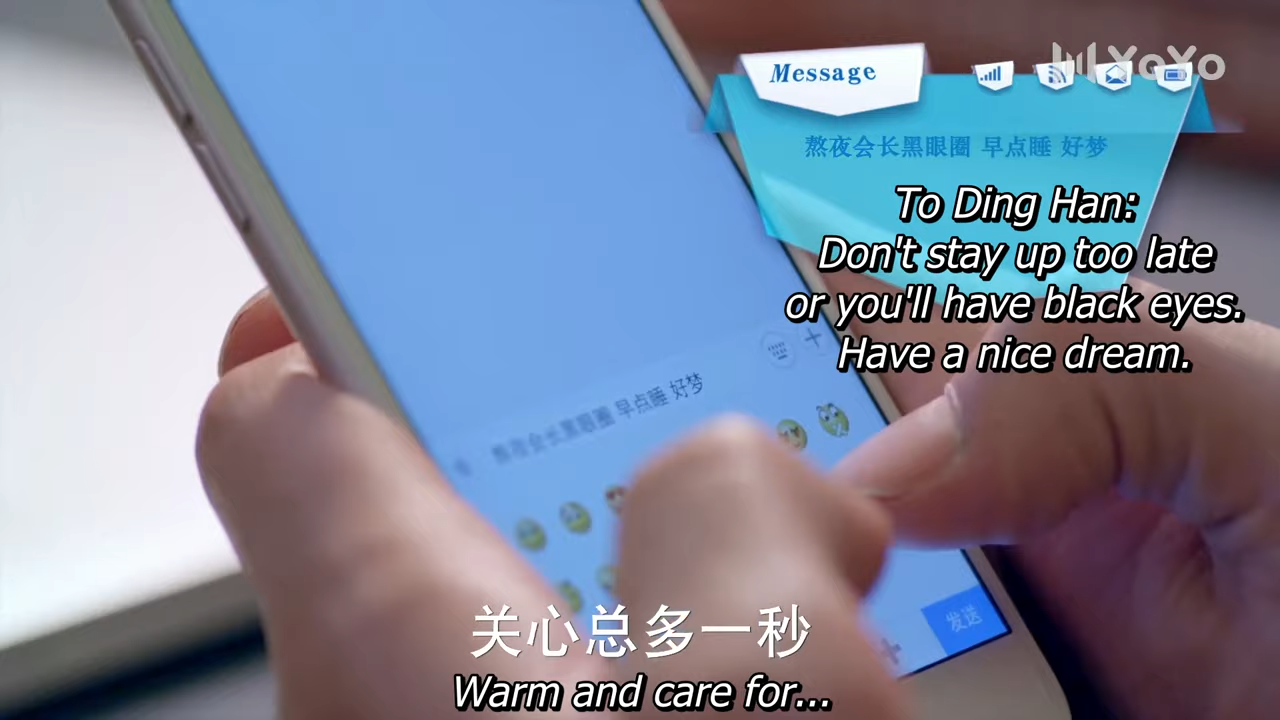 YoYo
Message
熬夜会长黑眼圈 早点睡 好梦
To Ding Han:
Don't stay up too late
or you'll have black eyes.
Have a nice dream.
熬夜会长黑眼圈 早点睡 好梦
发送
关心总多一秒
Warm and care for...